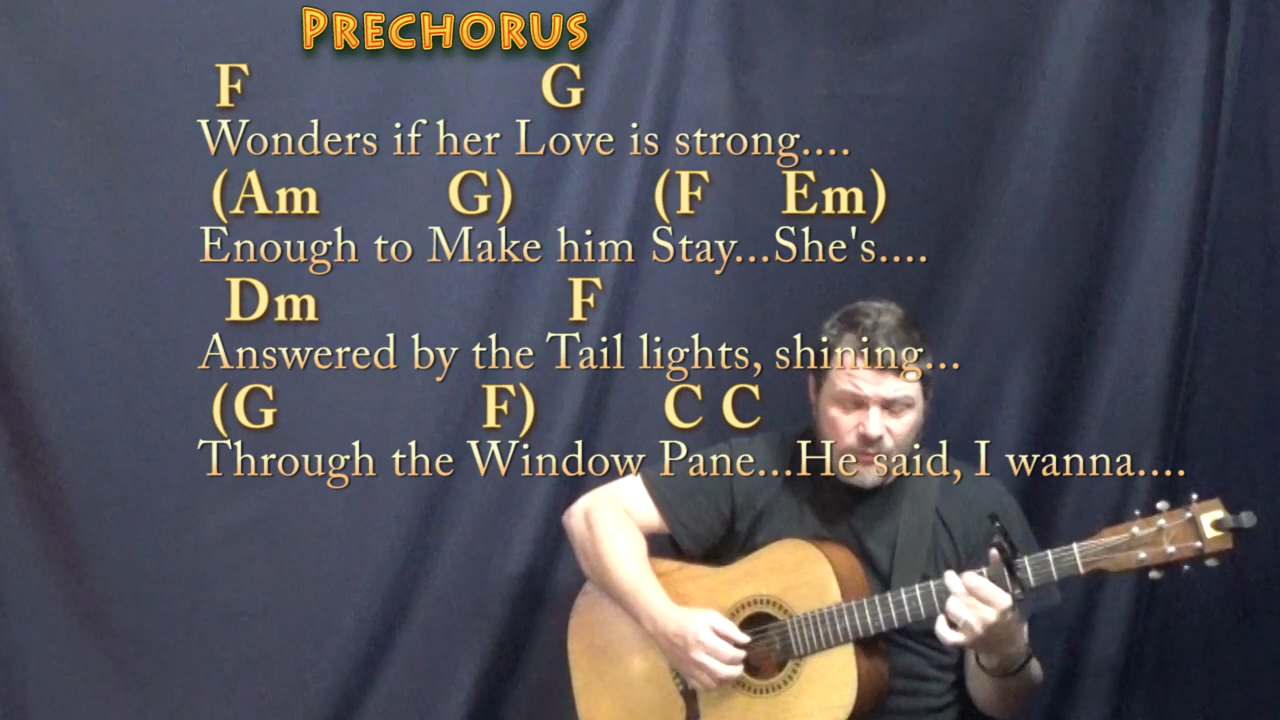 PRECHORUS
F G
Wonders if her Love is strong....
(Am G) (F Em)
Enough to Make him Stay...She's....
Dm F
Answered by the Tail lights, shining...
(G F) C C
Through the Window Pane...He said, I wanna....